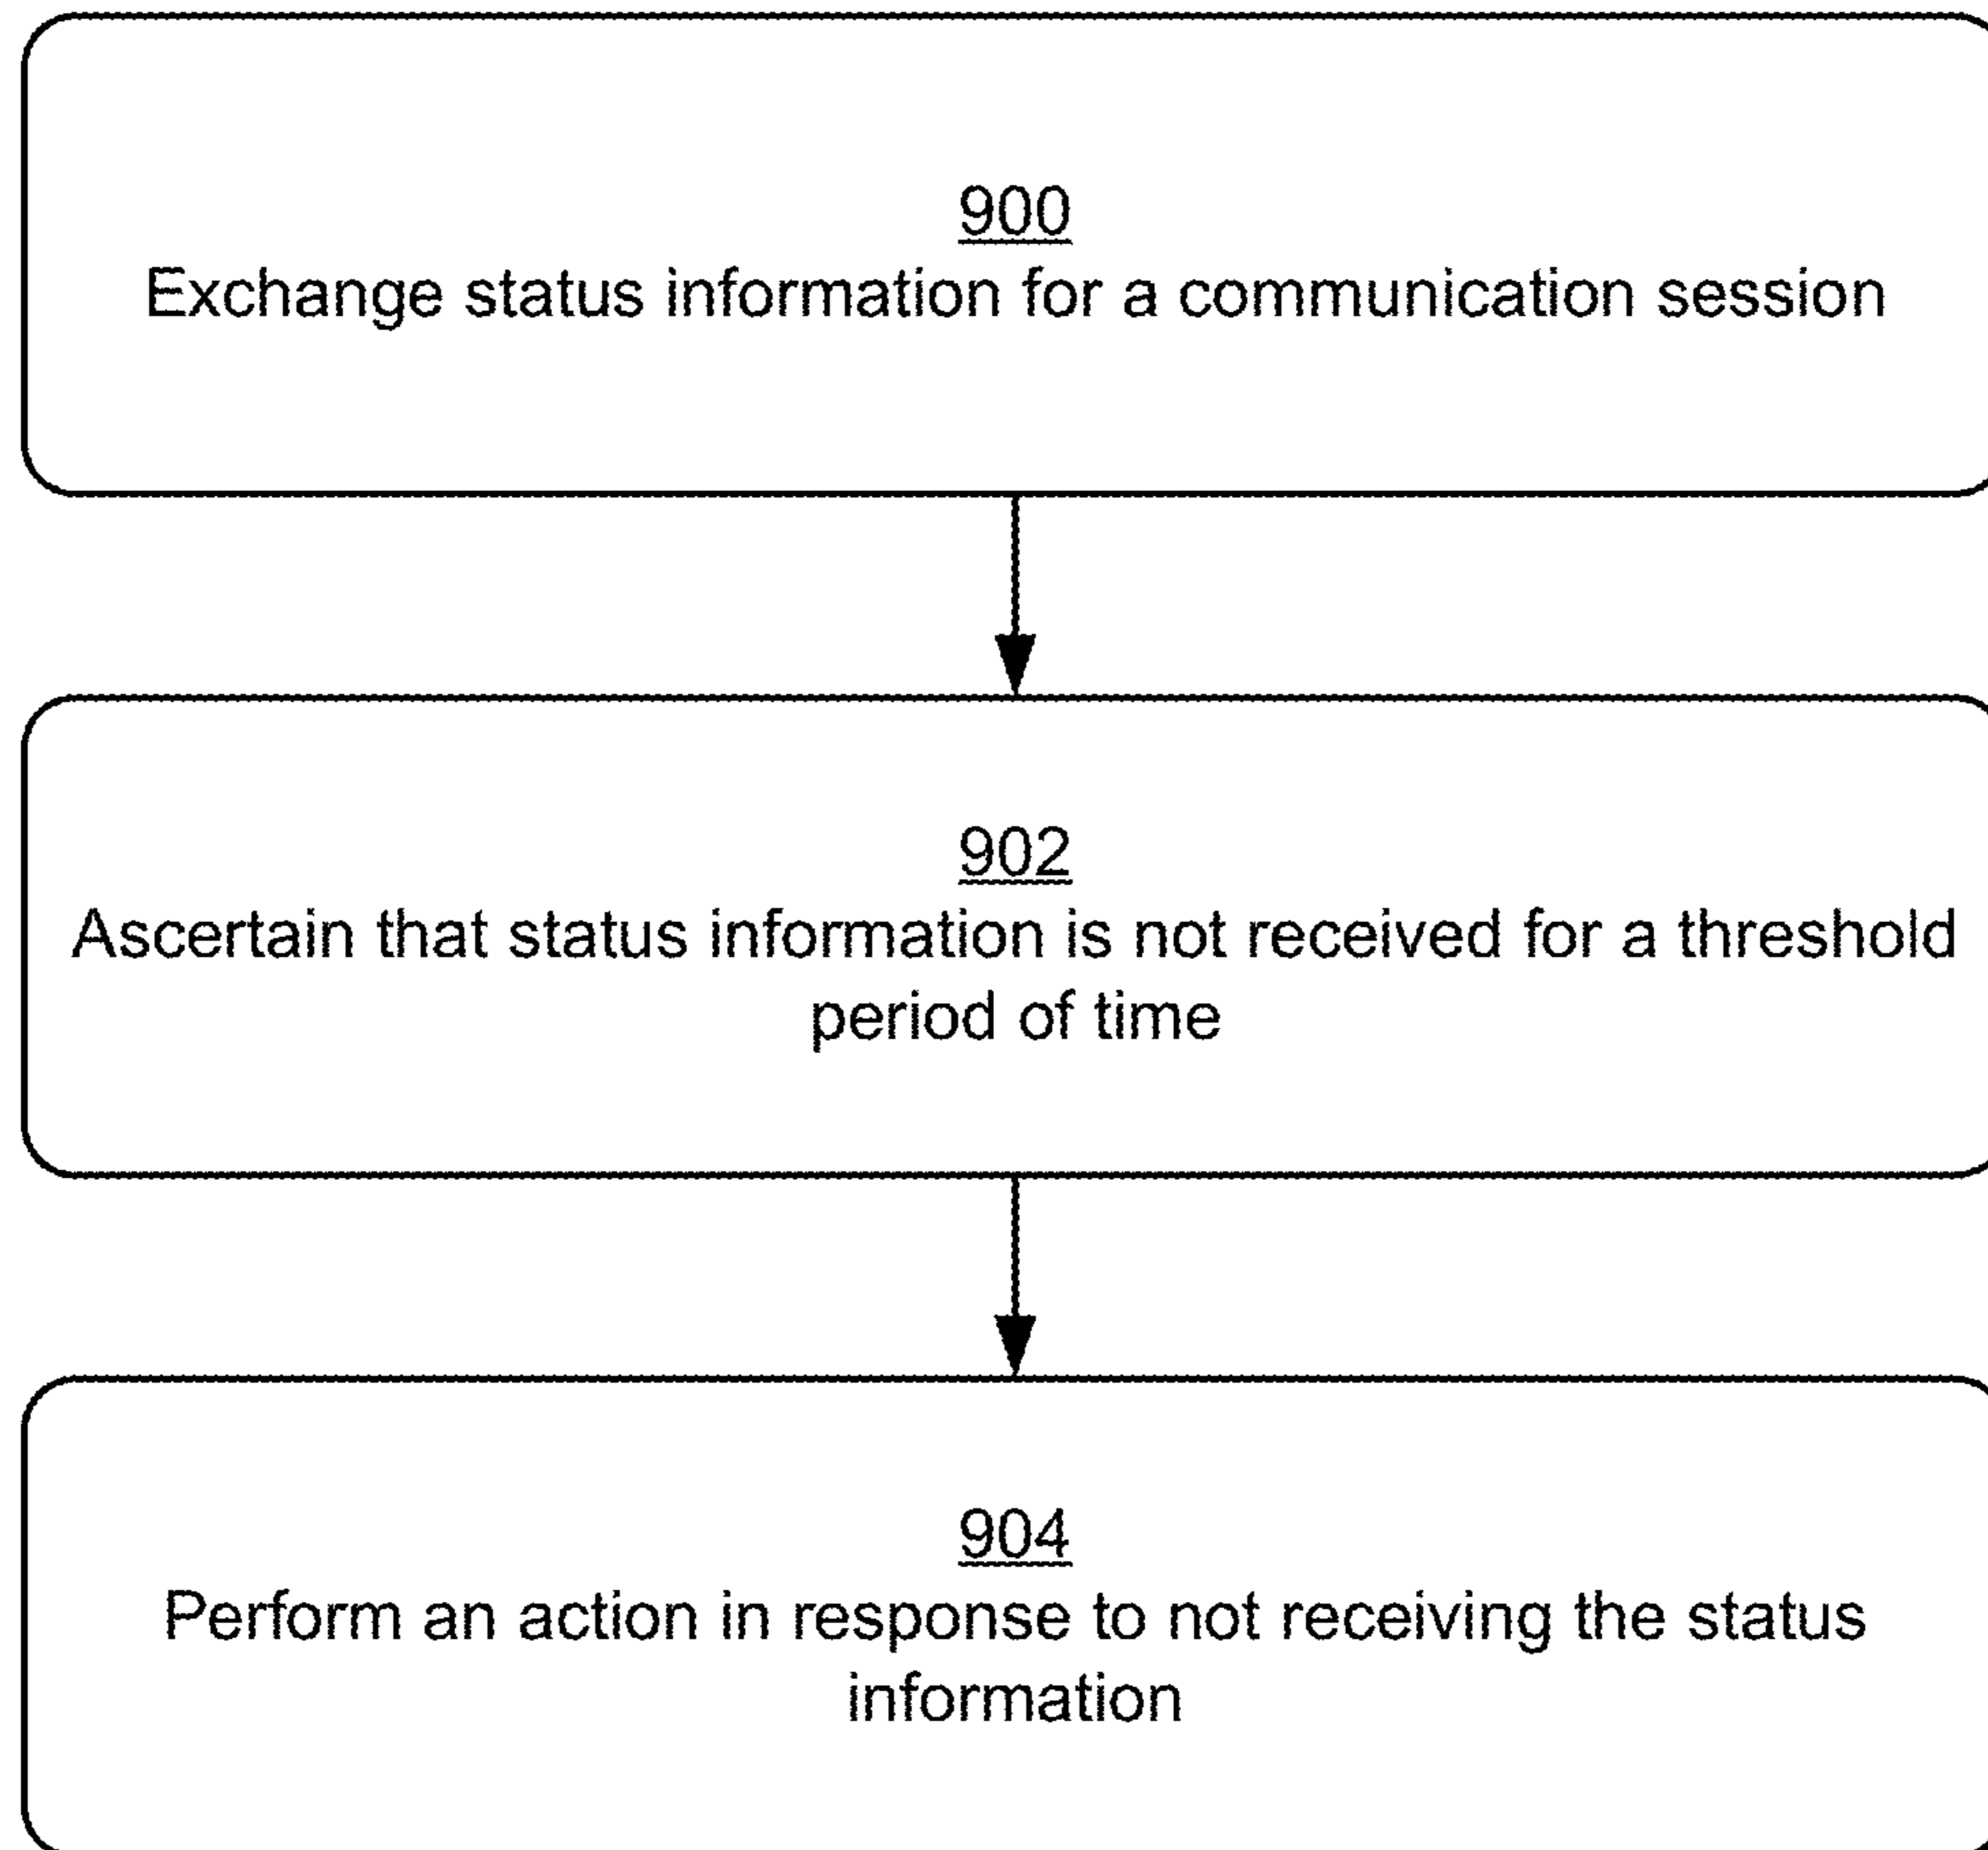 900
Exchange status information for a communication session
902
Ascertain that status information is not received for a threshold
period of time
904
Perform an action in response to not receiving the status
information